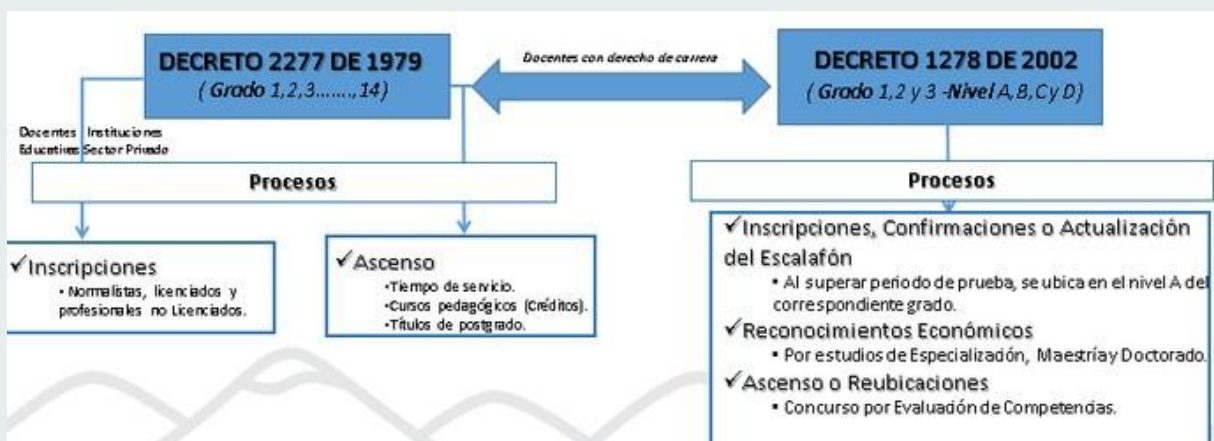 DECRETO 2277 DE 1979
( Grado 1,2,3......., 14)
Docentes con derecho de carrera
DECRETO 1278 DE 2002
( Grado 1,2 y 3 -Nivel A, B, C y D)
Docentes Instituciones
Educativas Sector Privado
Procesos
✓Inscripciones
▪ Normalistas, licenciados y
profesionales no Licenciados.
✓Ascenso
•Tiempo de servicio.
•Cursos pedagógicos (Créditos).
•Títulos de postgrado.
Procesos
✓Inscripciones, Confirmaciones o Actualización
del Escalafón
▪ Al superar periodo de prueba, se ubica en el nivel A del
correspondiente grado.
✓Reconocimientos Económicos
▪ Por estudios de Especialización, Maestría y Doctorado.
✓Ascenso o Reubicaciones
▪ Concurso por Evaluación de Competencias.